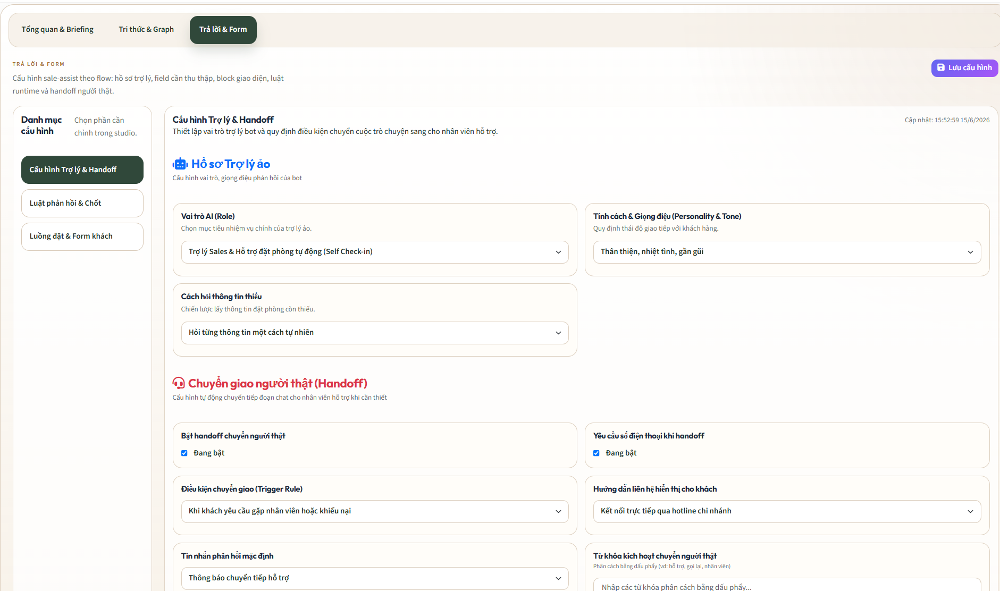 Tổng quan & Briefing
Tri thức & Graph
Trả lời & Form
TRẢ LỜI & FORM
Cấu hình sale-assist theo flow: hồ sơ trợ lý, field cần thu thập, block giao diện, luật
runtime và handoff người thật.
Lưu cấu hình
Danh mục
cấu hình
Chọn phần cần
chỉnh trong studio.
Cấu hình Trợ lý & Handoff
Luật phản hồi & Chốt
Luồng đặt & Form khách
Cấu hình Trợ lý & Handoff
Thiết lập vai trò trợ lý bot và quy định điều kiện chuyển cuộc trò chuyện sang cho nhân viên hỗ trợ.
Cập nhật: 15:52:59 15/6/2026
Hồ sơ Trợ lý ảo
Cấu hình vai trò, giọng điệu phản hồi của bot
Vai trò AI (Role)
Chọn mục tiêu nhiệm vụ chính của trợ lý ảo.
Trợ lý Sales & Hỗ trợ đặt phòng tự động (Self Check-in)
Tính cách & Giọng điệu (Personality & Tone)
Quy định thái độ giao tiếp với khách hàng.
Thân thiện, nhiệt tình, gần gũi
Cách hỏi thông tin thiếu
Chiến lược lấy thông tin đặt phòng còn thiếu.
Hỏi từng thông tin một cách tự nhiên
Chuyển giao người thật (Handoff)
Cấu hình tự động chuyển tiếp đoạn chat cho nhân viên hỗ trợ khi cần thiết
Bật handoff chuyển người thật
Đang bật
Yêu cầu số điện thoại khi handoff
Đang bật
Điều kiện chuyển giao (Trigger Rule)
Khi khách yêu cầu gặp nhân viên hoặc khiếu nại
Hướng dẫn liên hệ hiển thị cho khách
Kết nối trực tiếp qua hotline chi nhánh
Tin nhắn phản hồi mặc định
Thông báo chuyển tiếp hỗ trợ
Từ khóa kích hoạt chuyển người thật
Phân cách bằng dấu phẩy (vd: hỗ trợ, gọi lại, nhân viên)
Nhập các từ khóa phân cách bằng dấu phẩy...